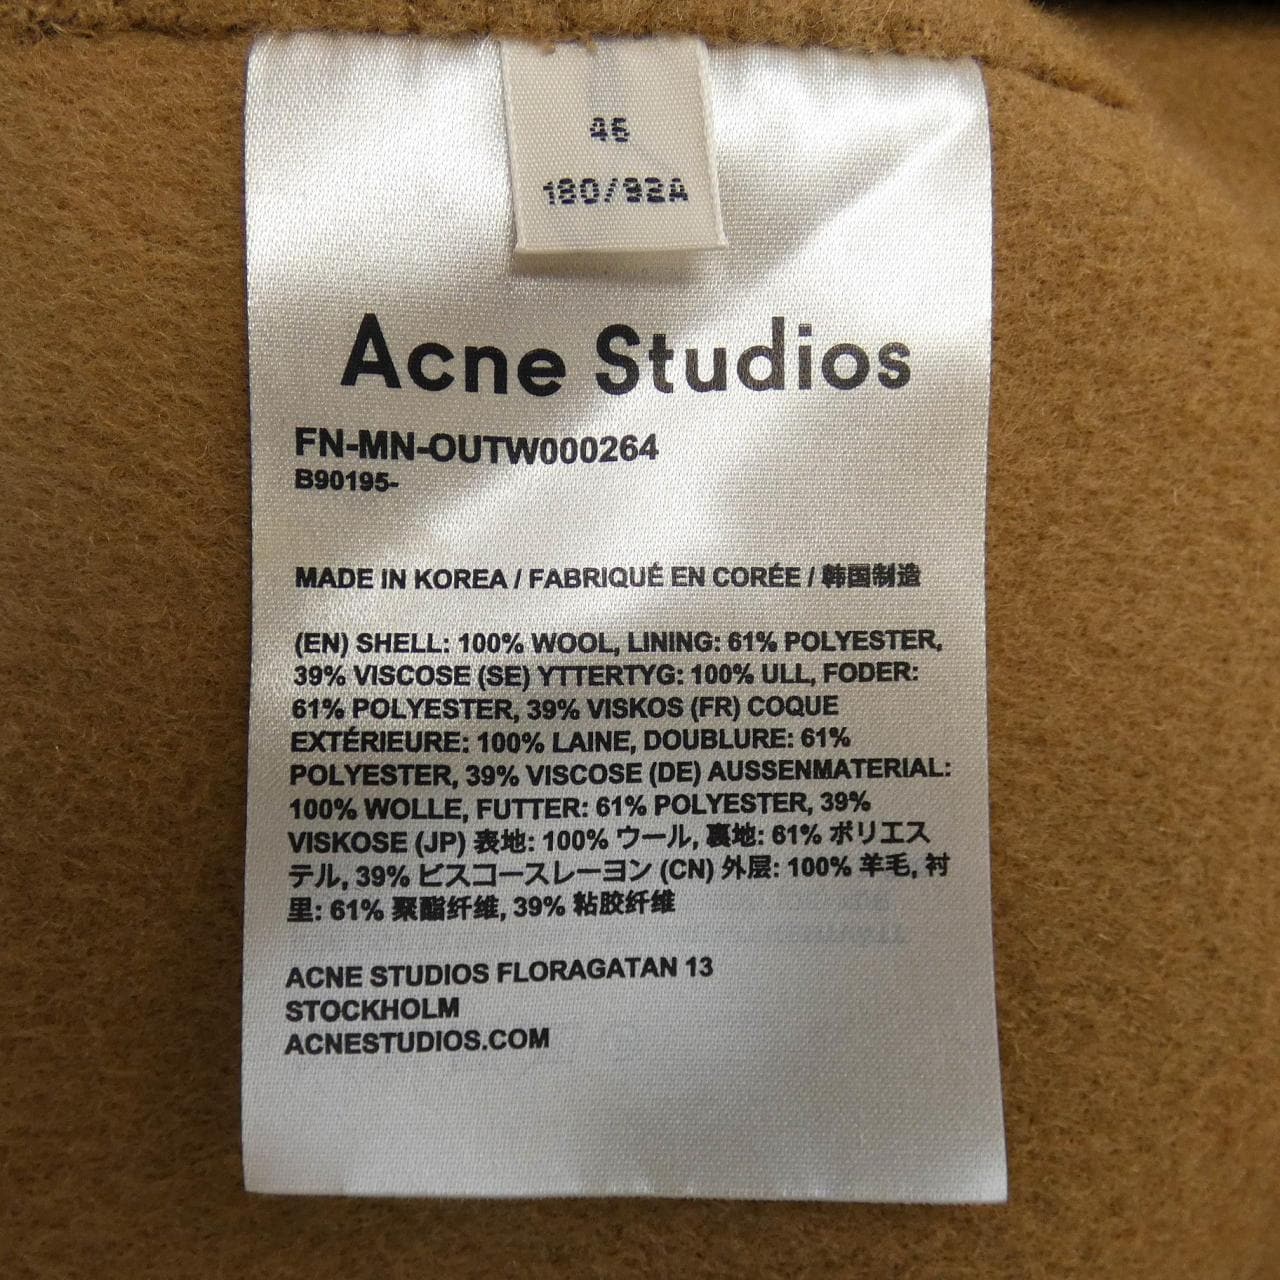 46
180/92A
Acne Studios
FN-MN-OUTW000264
B90195-
MADE IN KOREA / FABRIQUÉ EN CORÉE / 韩国制造
(EN) SHELL: 100% WOOL, LINING: 61% POLYESTER,
39% VISCOSE (SE) YTTERTYG: 100% ULL, FODER:
61% POLYESTER, 39% VISKOS (FR) COQUE
EXTÉRIEURE: 100% LAINE, DOUBLURE: 61%
POLYESTER, 39% VISCOSE (DE) AUSSENMATERIAL:
100% WOLLE, FUTTER: 61% POLYESTER, 39%
VISKOSE (JP) 表地: 100% ウール, 裏地: 61% ポリエス
テル, 39% ビスコースレーヨン (CN) 外层: 100% 羊毛, 衬
里: 61% 聚酯纤维, 39% 粘胶纤维
ACNE STUDIOS FLORAGATAN 13
STOCKHOLM
ACNESTUDIOS.COM